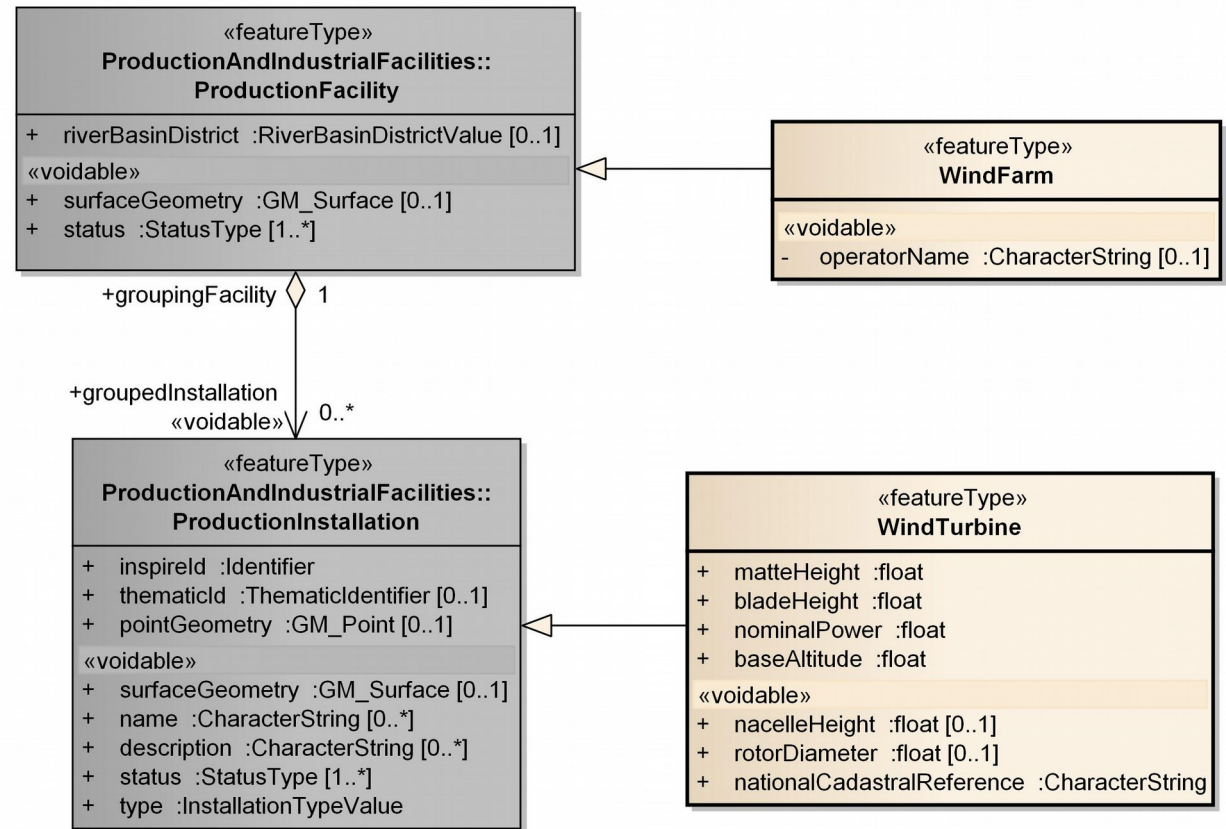 «featureType»
ProductionAndIndustrialFacilities::
ProductionFacility
+ riverBasinDistrict :RiverBasinDistrictValue [0..1]
«voidable»
+ surfaceGeometry :GM_Surface [0..1]
+ status :StatusType [1..*]
«featureType»
WindFarm
«voidable»
- operatorName :CharacterString [0..1]
+groupingFacility 1
+groupedInstallation
«voidable» 0..*
«featureType»
ProductionAndIndustrialFacilities::
ProductionInstallation
+ inspireId :Identifier
+ thematicId :ThematicIdentifier [0..1]
+ pointGeometry :GM_Point [0..1]
«voidable»
+ surfaceGeometry :GM_Surface [0..1]
+ name :CharacterString [0..*]
+ description :CharacterString [0..*]
+ status :StatusType [1..*]
+ type :InstallationTypeValue
«featureType»
WindTurbine
+ matteHeight :float
+ bladeHeight :float
+ nominalPower :float
+ baseAltitude :float
«voidable»
+ nacelleHeight :float [0..1]
+ rotorDiameter :float [0..1]
+ nationalCadastralReference :CharacterString